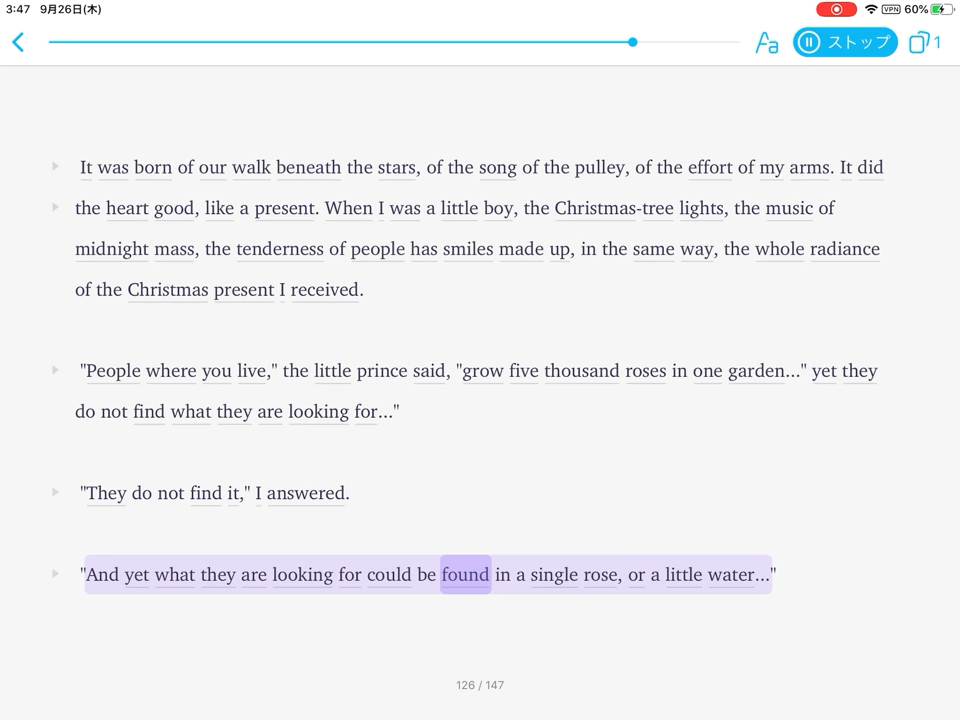 3:47 9月26日(木) VPN 60%
ストップ 1
It was born of our walk beneath the stars, of the song of the pulley, of the effort of my arms. It did
the heart good, like a present. When I was a little boy, the Christmas-tree lights, the music of
midnight mass, the tenderness of people has smiles made up, in the same way, the whole radiance
of the Christmas present I received.
"People where you live," the little prince said, "grow five thousand roses in one garden..." yet they
do not find what they are looking for..."
"They do not find it," I answered.
"And yet what they are looking for could be found in a single rose, or a little water..."
126 / 147